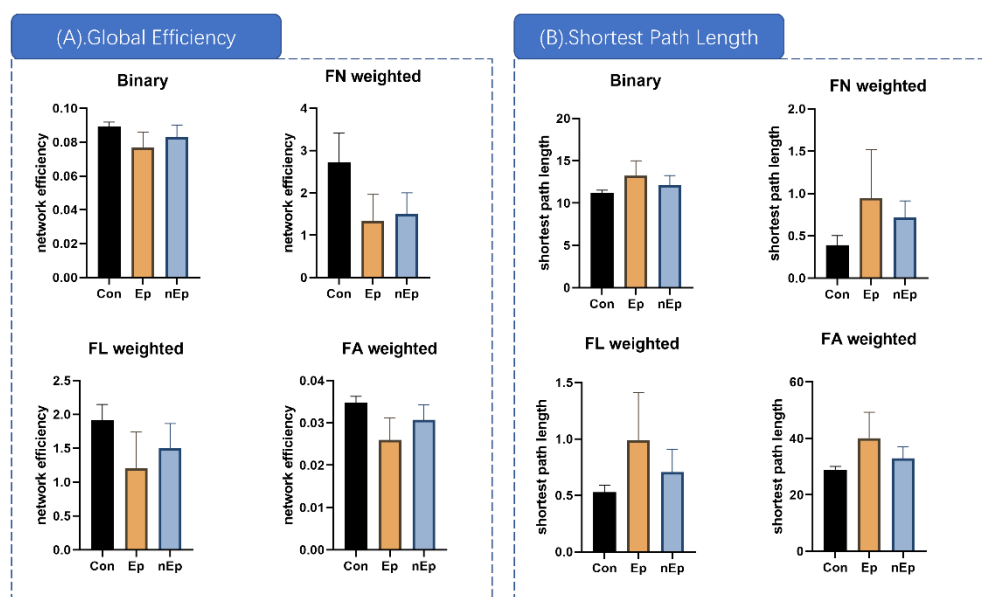 (A).Global Efficiency
Binary
network efficiency
0.10
0.08
0.06
0.04
0.02
0.00
Con Ep nEp
FN weighted
network efficiency
4
3
2
1
0
Con Ep nEp
FL weighted
network efficiency
2.5
2.0
1.5
1.0
0.5
0.0
Con Ep nEp
FA weighted
network efficiency
0.04
0.03
0.02
0.01
0.00
Con Ep nEp
(B).Shortest Path Length
Binary
shortest path length
20
15
10
5
0
Con Ep nEp
FN weighted
shortest path length
2.0
1.5
1.0
0.5
0.0
Con Ep nEp
FL weighted
shortest path length
1.5
1.0
0.5
0.0
Con Ep nEp
FA weighted
shortest path length
60
40
20
0
Con Ep nEp